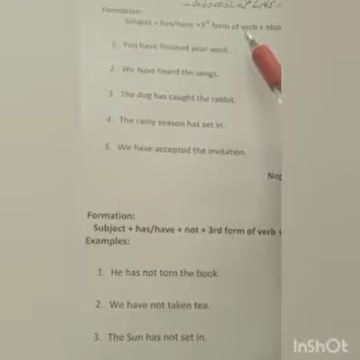 Formation:
Subject + has/have +3rd form of verb +
1. You have finished your work.
2. We have heard the songs.
3 The dog has caught the rabbit.
4. The rainy season has set in.
5. We have accepted the invitation.
Formation:
Subject + has/have + not + 3rd form of verb +
Examples:
1. He has not torn the book
2. We have not taken tea.
3. The Sun has not set in.
InShOt